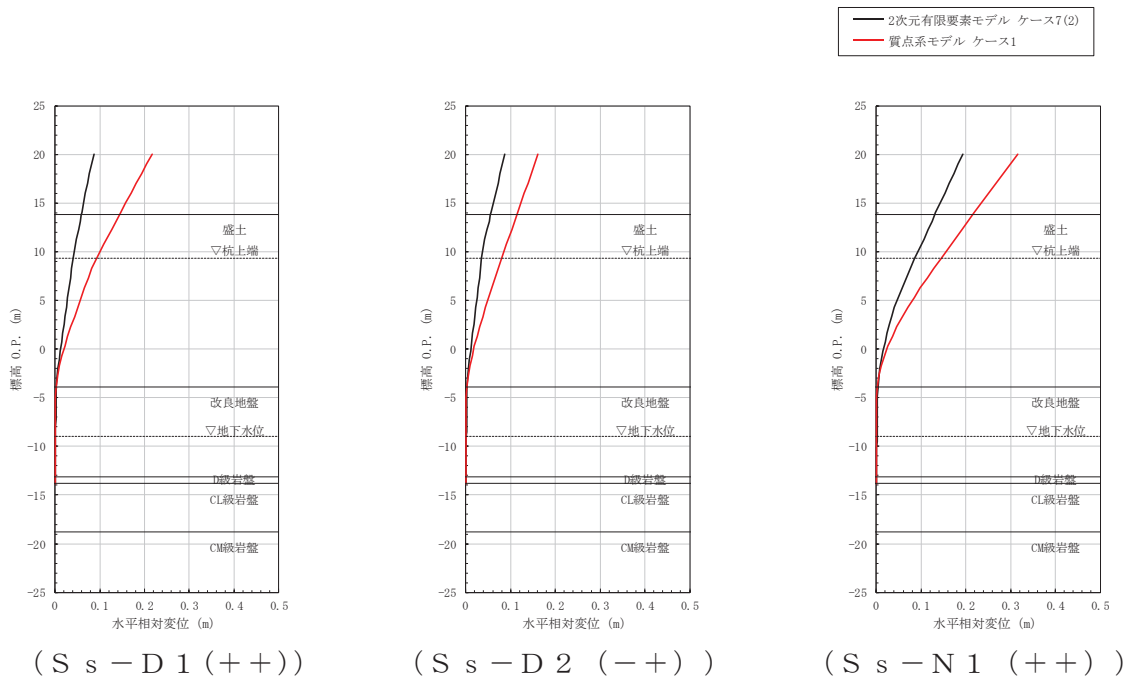 2次元有限要素モデル ケース7(2)
質点系モデル ケース1
25
20
15
10
5
0
-5
-10
-15
-20
-25
標高 O.P. (m)
盛土
▽杭上端
改良地盤
▽地下水位
D級岩盤
CL級岩盤
CM級岩盤
0 0.1 0.2 0.3 0.4 0.5
水平相対変位 (m)
(Ss-D1(++))
25
20
15
10
5
0
-5
-10
-15
-20
-25
標高 O.P. (m)
盛土
▽杭上端
改良地盤
▽地下水位
D級岩盤
CL級岩盤
CM級岩盤
0 0.1 0.2 0.3 0.4 0.5
水平相対変位 (m)
(Ss-D2 (-+) )
25
20
15
10
5
0
-5
-10
-15
-20
-25
標高 O.P. (m)
盛土
▽杭上端
改良地盤
▽地下水位
D級岩盤
CL級岩盤
CM級岩盤
0 0.1 0.2 0.3 0.4 0.5
水平相対変位 (m)
(Ss-N1 (++) )